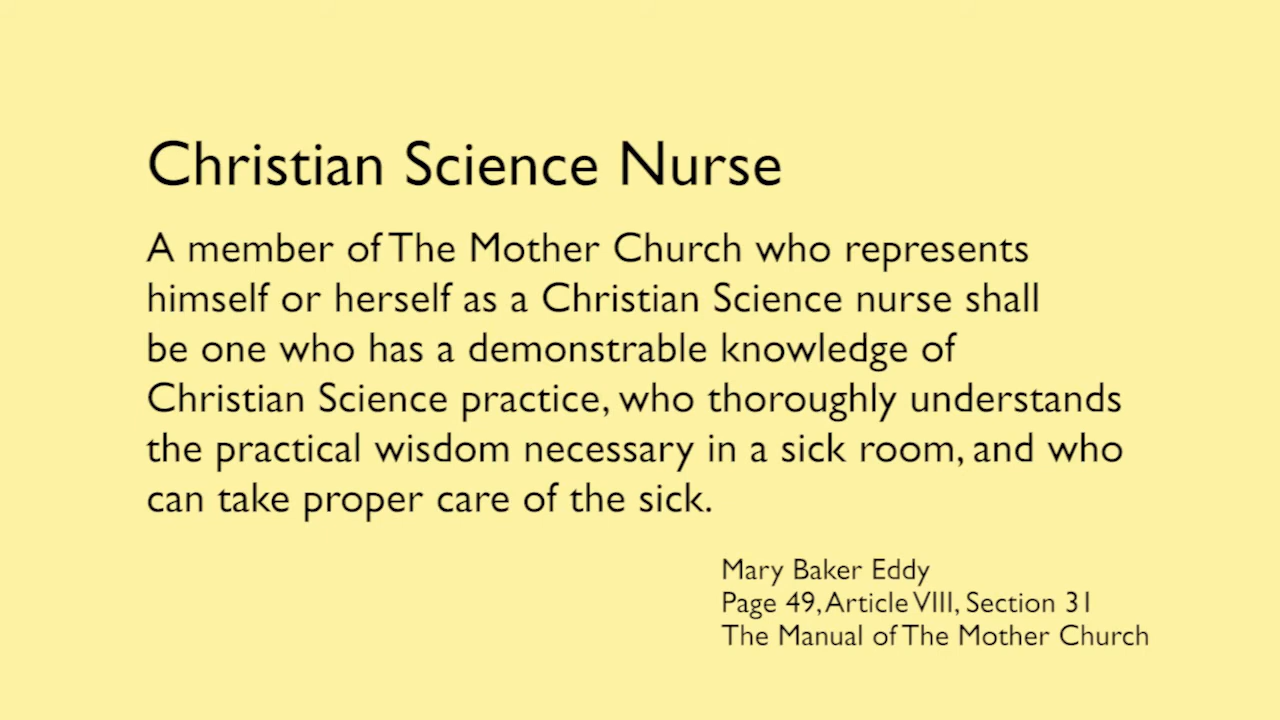 Christian Science Nurse
A member of The Mother Church who represents
himself or herself as a Christian Science nurse shall
be one who has a demonstrable knowledge of
Christian Science practice, who thoroughly understands
the practical wisdom necessary in a sick room, and who
can take proper care of the sick.
Mary Baker Eddy
Page 49, Article VIII, Section 31
The Manual of The Mother Church